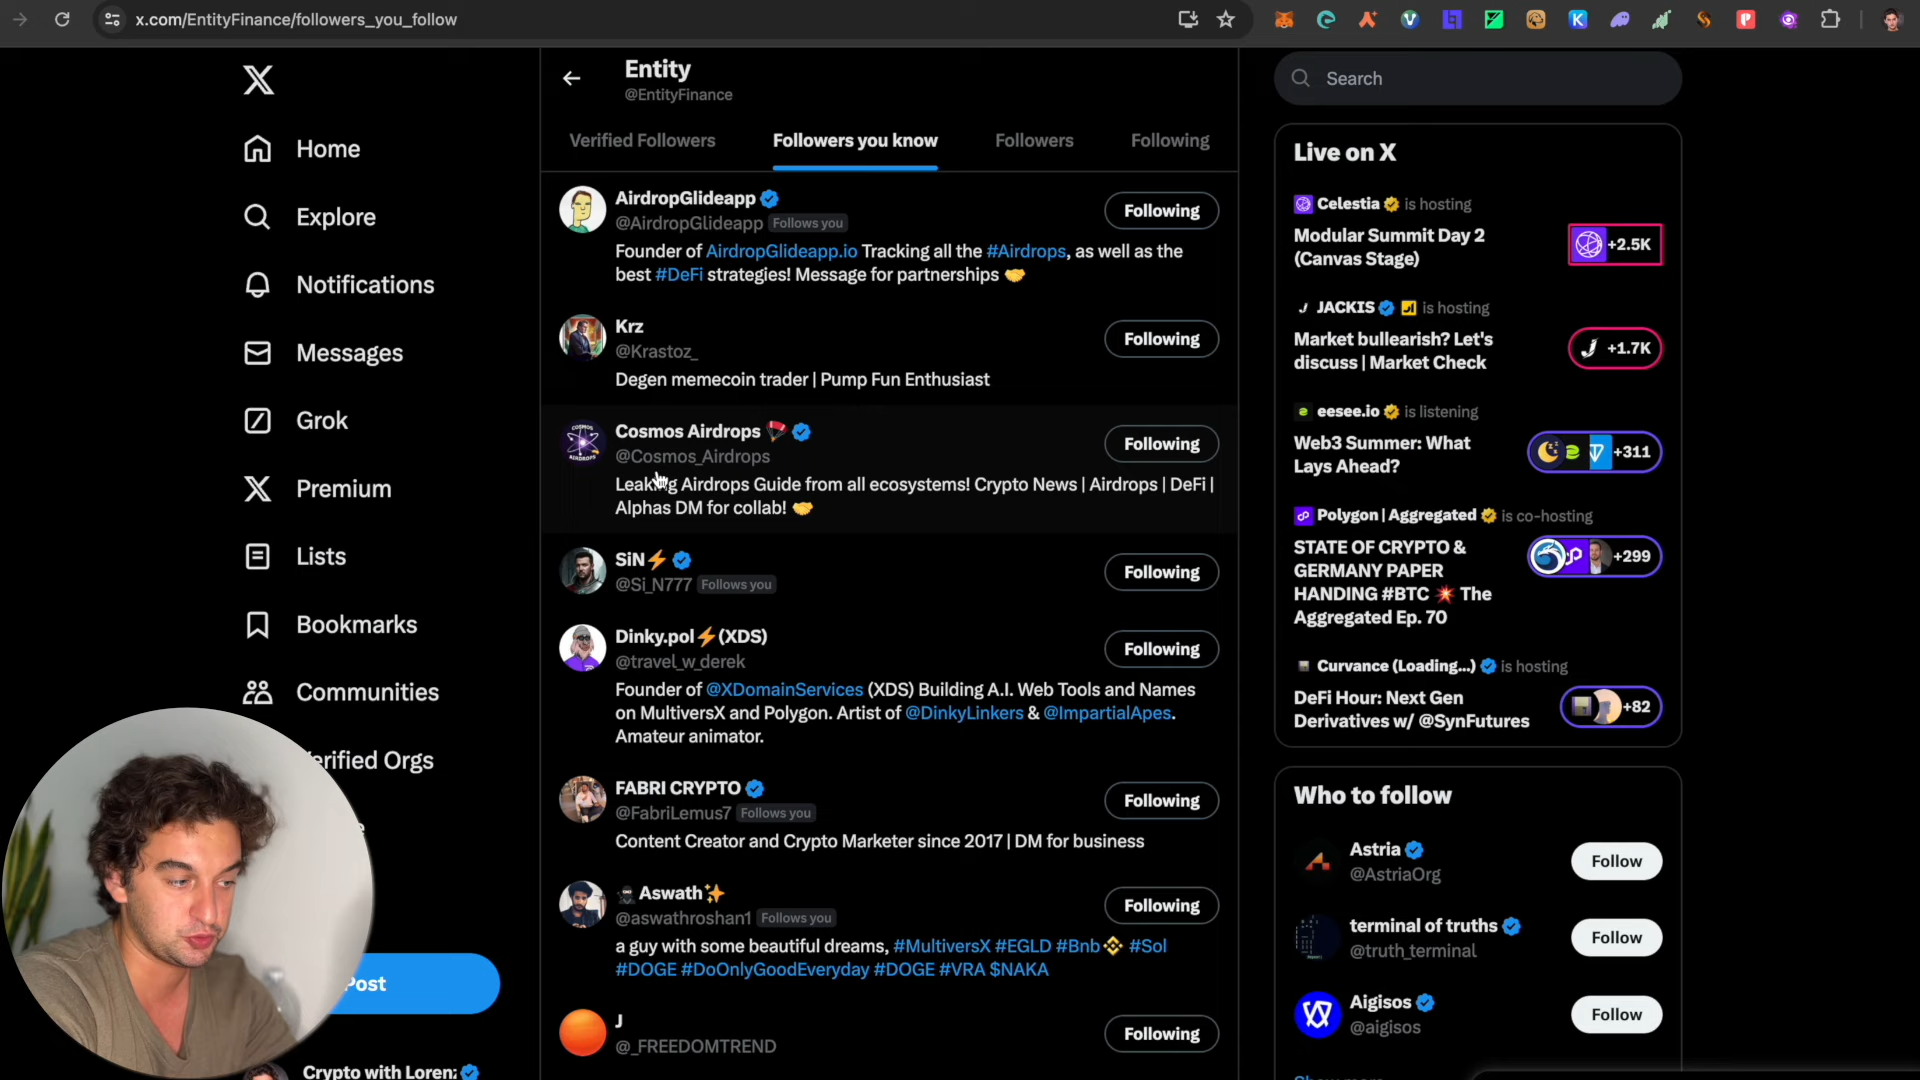 x.com/EntityFinance/followers_you_follow
Home
Explore
Notifications
Messages
Grok
Premium
Lists
Bookmarks
Communities
erified Orgs
Post
Crypto with Loren
Entity
@EntityFinance
Verified Followers
Followers you know
Followers
Following
AirdropGlideapp
Following
@AirdropGlideapp Follows you
Founder of AirdropGlideapp.io Tracking all the #Airdrops, as well as the
best #DeFi strategies! Message for partnerships 🤝
Krz
Following
@Krastoz_
Degen memecoin trader | Pump Fun Enthusiast
Cosmos Airdrops 🪂
Following
@Cosmos_Airdrops
Leaking Airdrops Guide from all ecosystems! Crypto News | Airdrops | DeFi |
Alphas DM for collab! 🤝
SiN⚡
Following
@Si_N777 Follows you
Dinky.pol⚡(XDS)
Following
@travel_w_derek
Founder of @XDomainServices (XDS) Building A.I. Web Tools and Names
on MultiversX and Polygon. Artist of @DinkyLinkers & @ImpartialApes.
Amateur animator.
FABRI CRYPTO
Following
@FabriLemus7 Follows you
Content Creator and Crypto Marketer since 2017 | DM for business
🥷 Aswath✨
Following
@aswathroshan1 Follows you
a guy with some beautiful dreams, #MultiversX #EGLD #Bnb #Sol
#DOGE #DoOnlyGoodEveryday #DOGE #VRA $NAKA
J
Following
@_FREEDOMTREND
Search
Live on X
Celestia is hosting
Modular Summit Day 2
(Canvas Stage)
+2.5K
JACKIS is hosting
Market bullearish? Let's
discuss | Market Check
+1.7K
eesee.io is listening
Web3 Summer: What
Lays Ahead?
+311
Polygon | Aggregated is co-hosting
STATE OF CRYPTO &
GERMANY PAPER
HANDING #BTC 💥 The
Aggregated Ep. 70
+299
Curvance (Loading...) is hosting
DeFi Hour: Next Gen
Derivatives w/ @SynFutures
+82
Who to follow
Astria
@AstriaOrg
Follow
terminal of truths
@truth_terminal
Follow
Aigisos
@aigisos
Follow